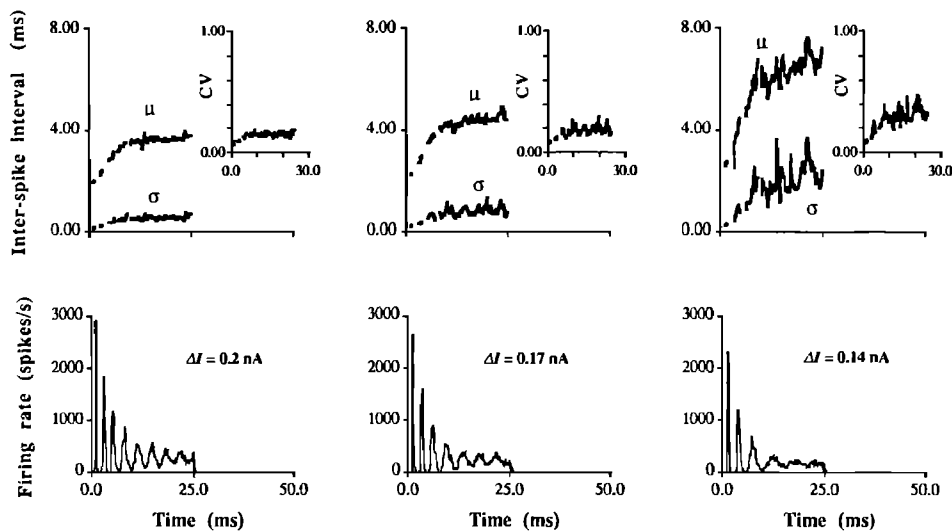 Inter-spike Interval (ms)
8.00
4.00
0.00
μ
σ
CV
1.00
0.00
0.0
30.0
8.00
4.00
0.00
μ
σ
CV
1.00
0.00
0.0
30.0
8.00
4.00
0.00
μ
σ
CV
1.00
0.00
0.0
30.0
Firing rate (spikes/s)
3000
2000
1000
0
ΔI = 0.2 nA
0.0
25.0
50.0
Time (ms)
3000
2000
1000
0
ΔI = 0.17 nA
0.0
25.0
50.0
Time (ms)
3000
2000
1000
0
ΔI = 0.14 nA
0.0
25.0
50.0
Time (ms)